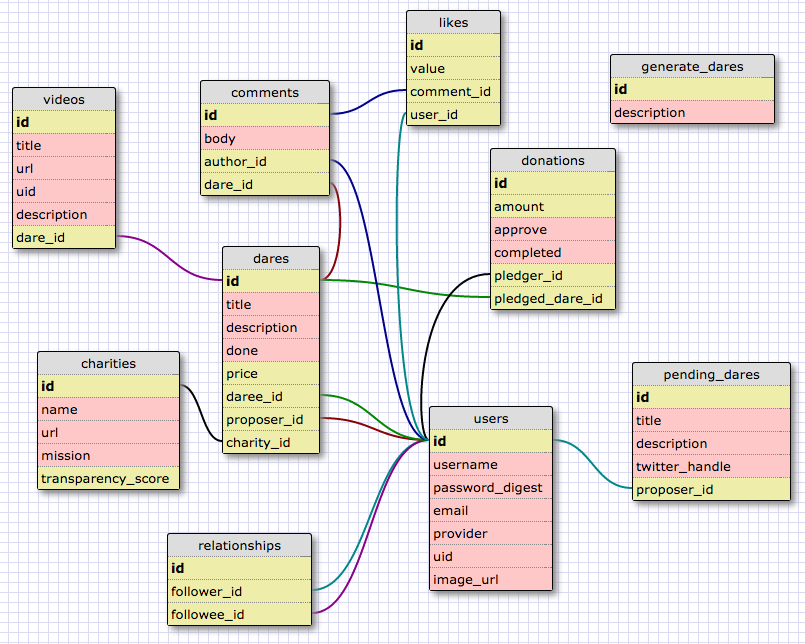 likes
id
value
comment_id
user_id
generate_dares
id
description
videos
id
title
url
uid
description
dare_id
comments
id
body
author_id
dare_id
donations
id
amount
approve
completed
pledger_id
pledged_dare_id
dares
id
title
description
done
price
daree_id
proposer_id
charity_id
charities
id
name
url
mission
transparency_score
users
id
username
password_digest
email
provider
uid
image_url
pending_dares
id
title
description
twitter_handle
proposer_id
relationships
id
follower_id
followee_id